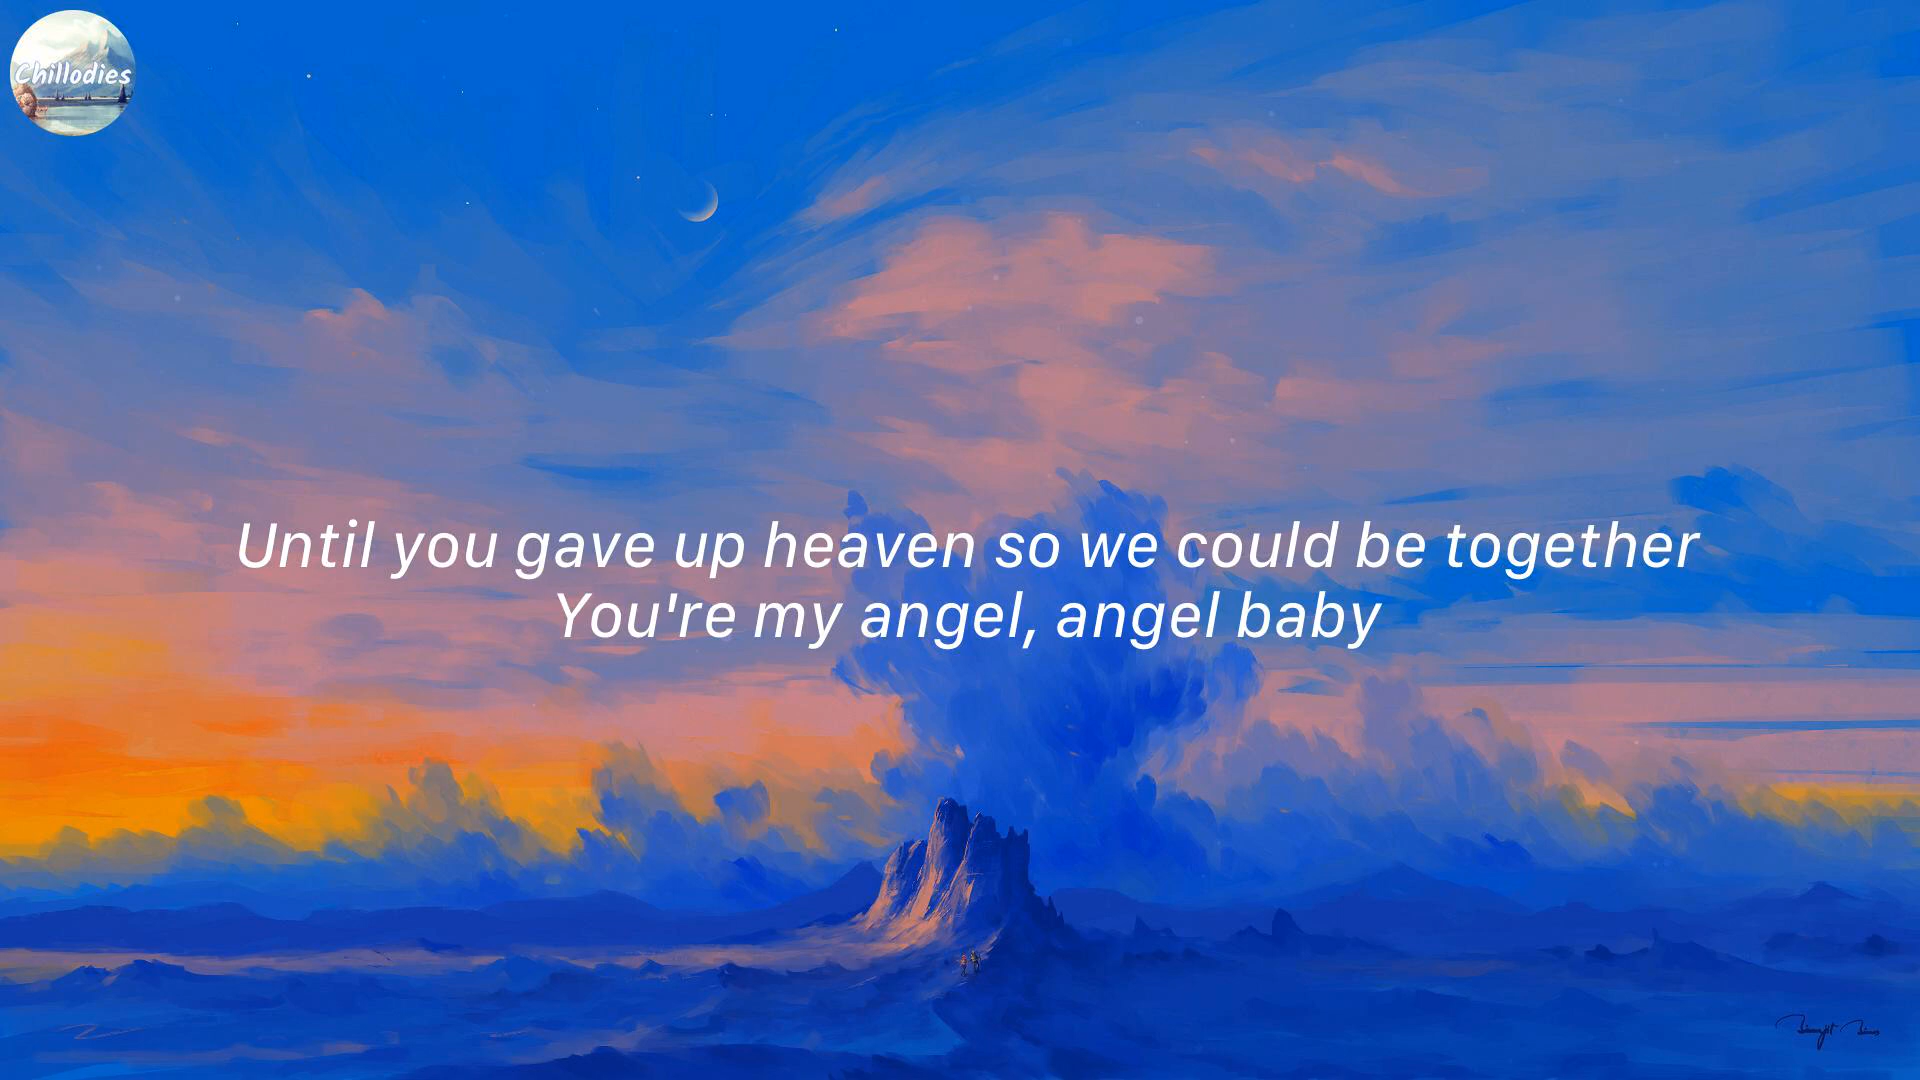 Chillodies
Until you gave up heaven so we could be together
You're my angel, angel baby